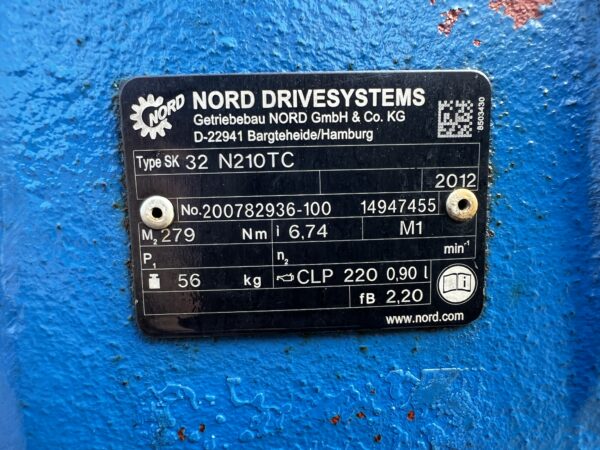 NORD
NORD DRIVESYSTEMS
Getriebebau NORD GmbH & Co. KG
D-22941 Bargteheide/Hamburg
8503430
Type SK 32 N210TC
2012
No. 200782936-100 14947455
M2 279 Nm i 6,74 M1
P1 n2 min-1
56 kg CLP 220 0,90 l
fB 2,20
i
www.nord.com